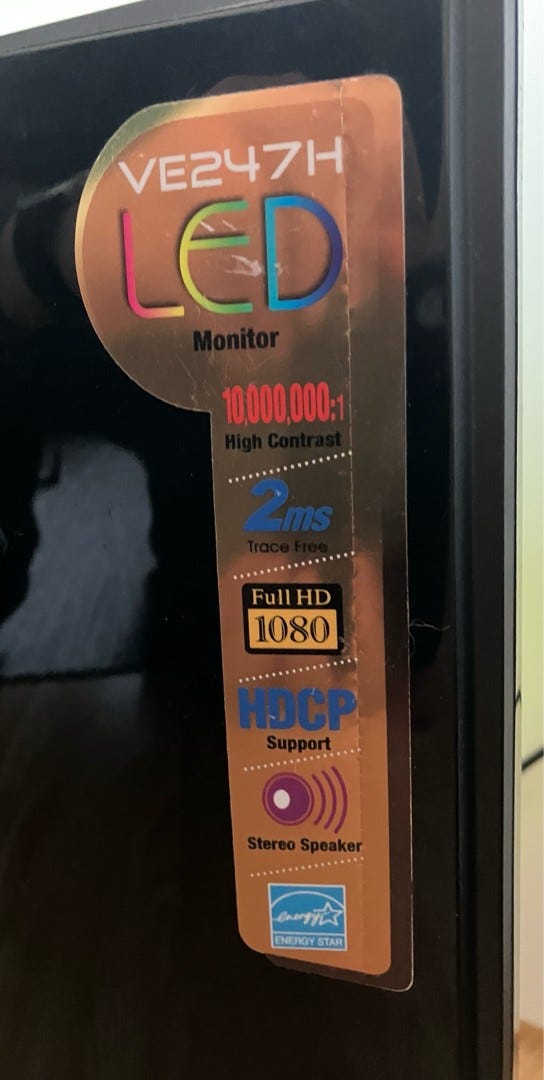 VE247H
LED
Monitor
10,000,000:1
High Contrast
2ms
Trace Free
Full HD
1080
HDCP
Support
Stereo Speaker
energy
ENERGY STAR